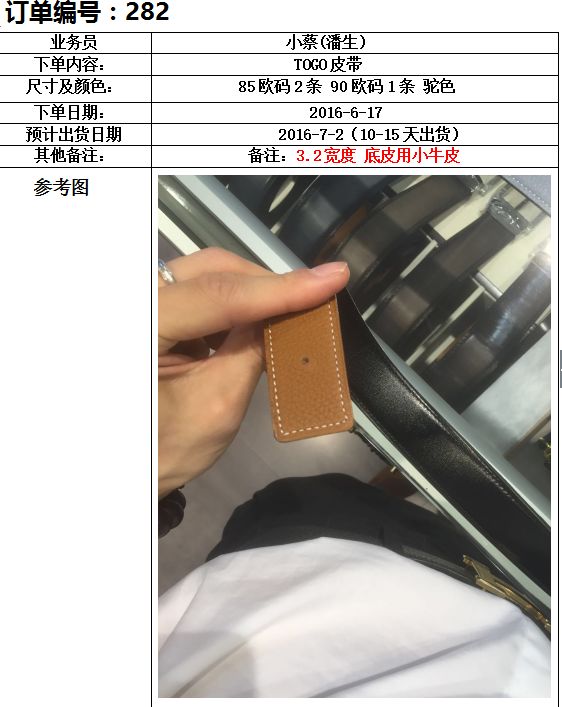 订单编号：282
业务员 小蔡(潘生)
下单内容: TOGO皮带
尺寸及颜色: 85欧码2条 90欧码1条 驼色
下单日期: 2016-6-17
预计出货日期 2016-7-2（10-15天出货）
其他备注: 备注: 3.2宽度 底皮用小牛皮
参考图